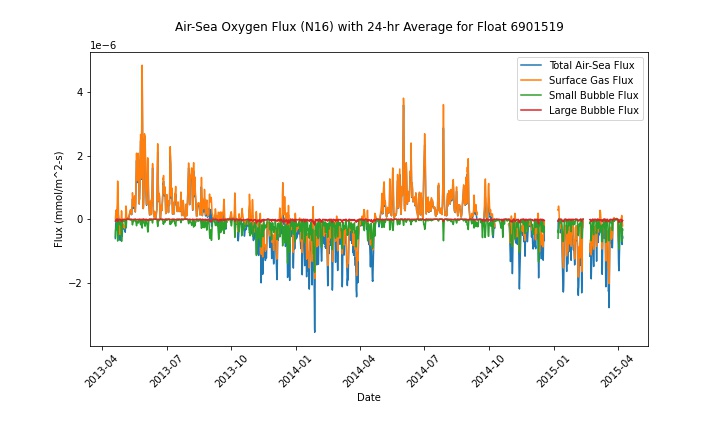 Air-Sea Oxygen Flux (N16) with 24-hr Average for Float 6901519
1e−6
Total Air-Sea Flux
Surface Gas Flux
Small Bubble Flux
Large Bubble Flux
4
2
0
−2
Flux (mmol/m^2-s)
2013-04
2013-07
2013-10
2014-01
2014-04
2014-07
2014-10
2015-01
2015-04
Date